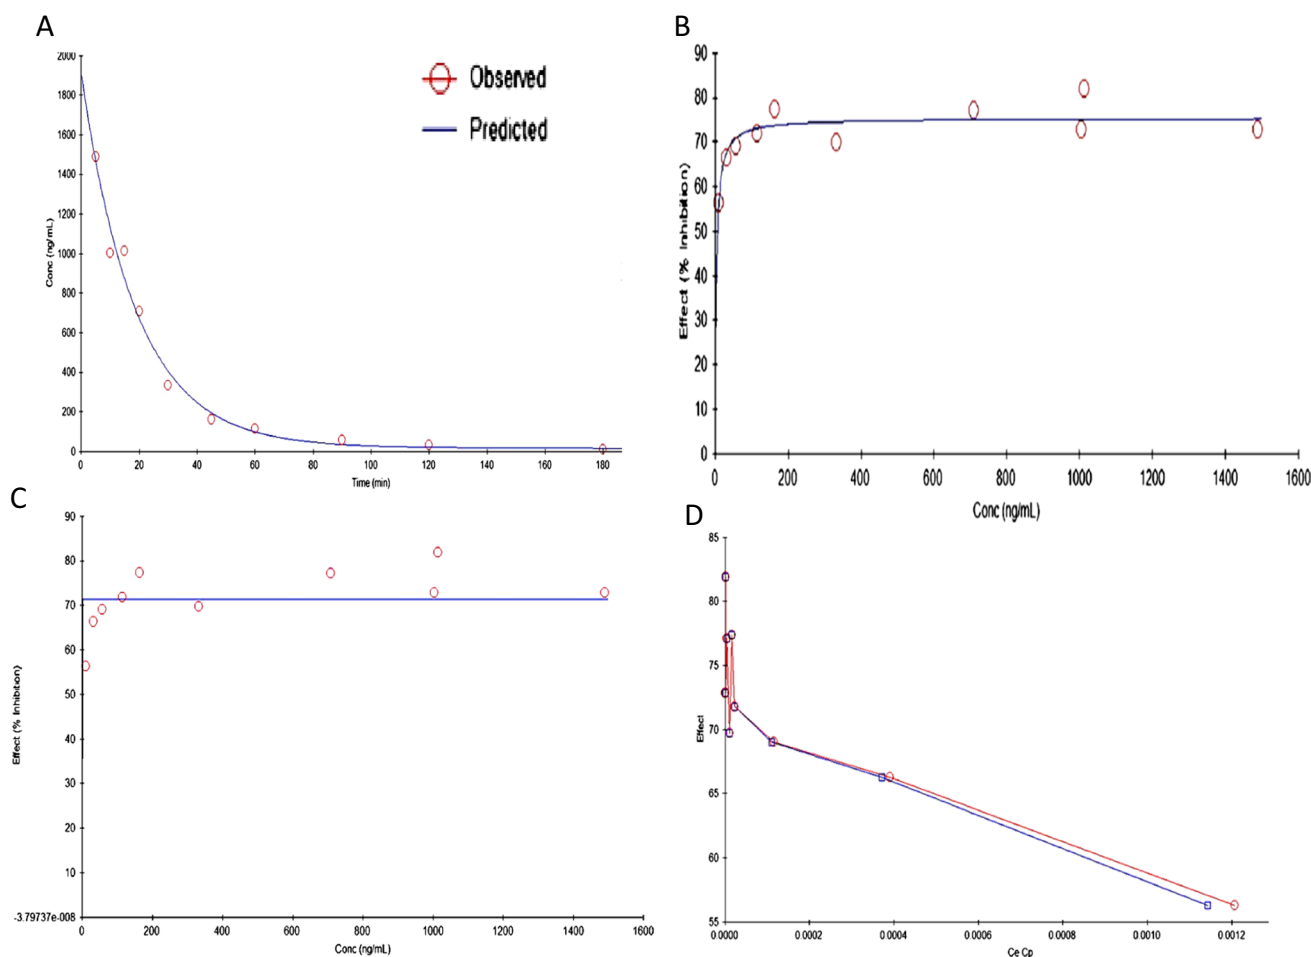 A
2000
1800
1600
1400
1200
1000
800
600
400
200
0
Conc (ng/mL)
0 20 40 60 80 100 120 140 160 180
Time (min)
Observed
Predicted
B
90
80
70
60
50
40
30
20
10
0
Effect (% Inhibition)
0 200 400 600 800 1000 1200 1400 1600
Conc (ng/mL)
C
90
80
70
60
50
40
30
20
10
-3.79737e-008
Effect (% Inhibition)
0 200 400 600 800 1000 1200 1400 1600
Conc (ng/mL)
D
85
80
75
70
65
60
55
Effect
0.0000 0.0002 0.0004 0.0006 0.0008 0.0010 0.0012
Ce Cp